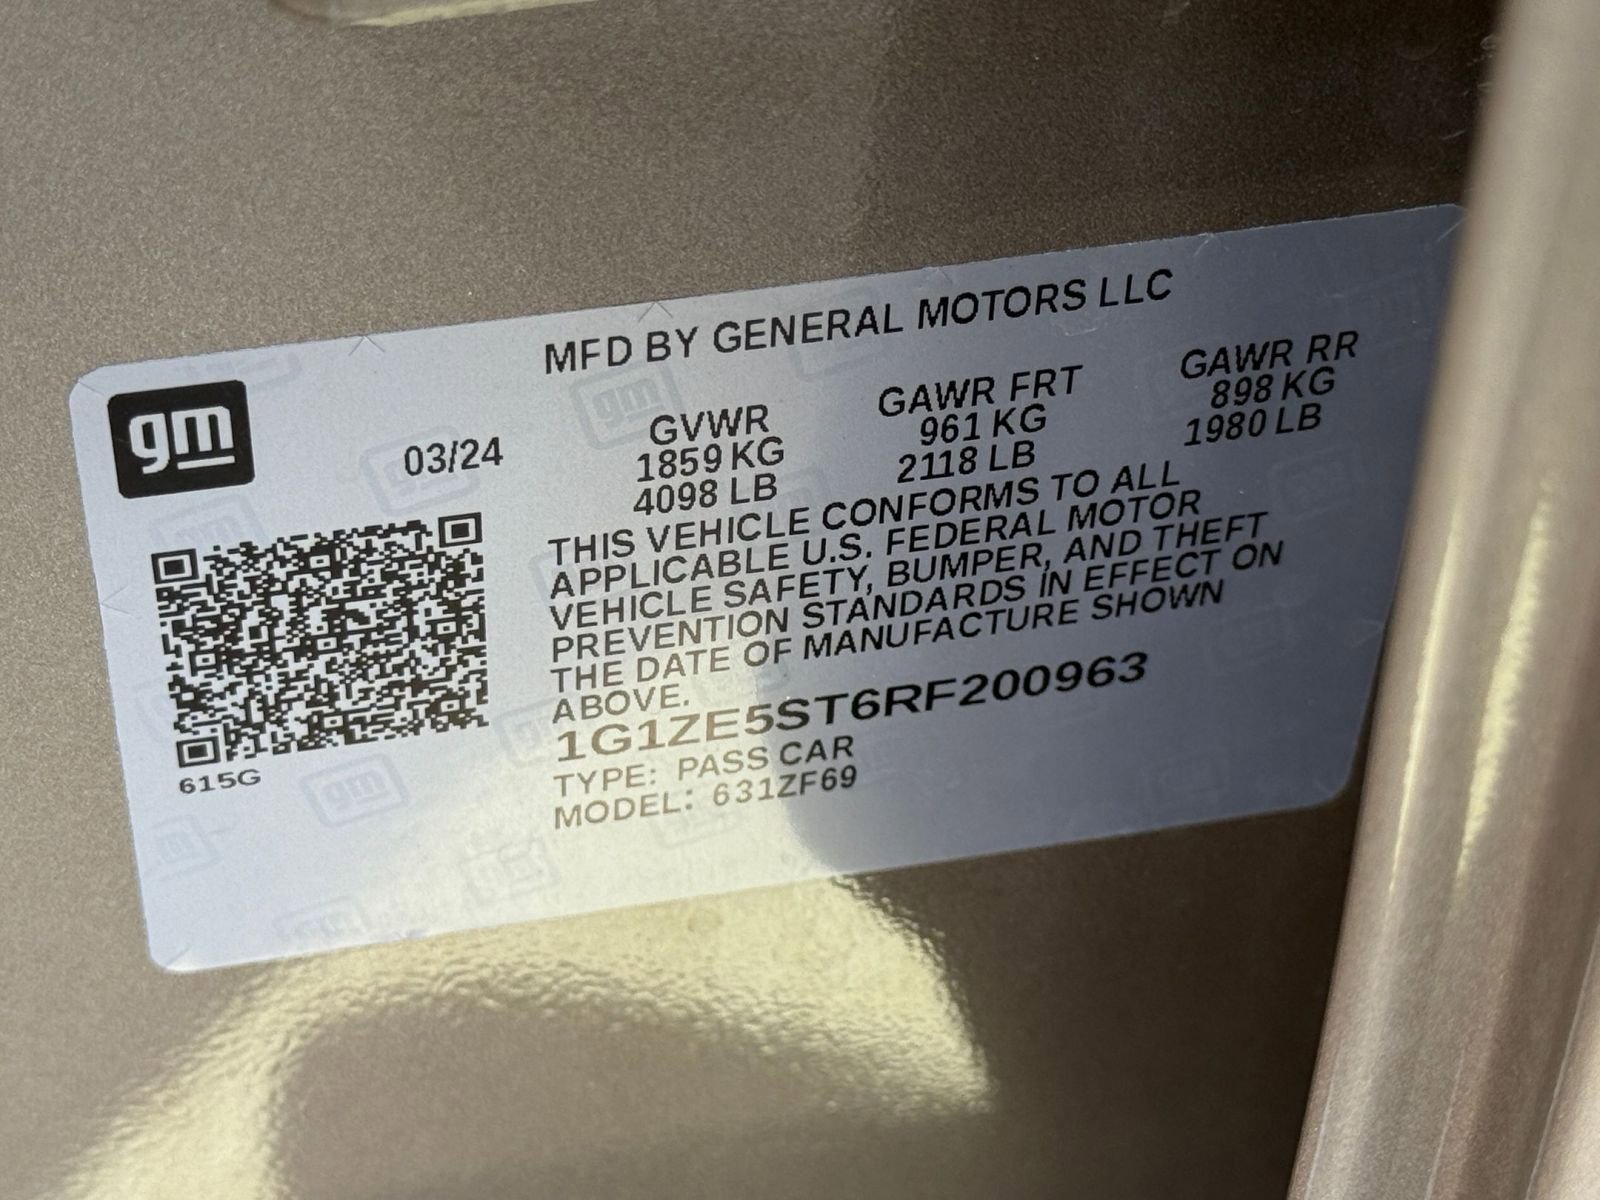 MFD BY GENERAL MOTORS LLC
gm
03/24
GVWR
1859 KG
4098 LB
GAWR FRT
961 KG
2118 LB
GAWR RR
898 KG
1980 LB
THIS VEHICLE CONFORMS TO ALL
APPLICABLE U.S. FEDERAL MOTOR
VEHICLE SAFETY, BUMPER, AND THEFT
PREVENTION STANDARDS IN EFFECT ON
THE DATE OF MANUFACTURE SHOWN
ABOVE.
1G1ZE5ST6RF200963
TYPE: PASS CAR
MODEL: 631ZF69
615G